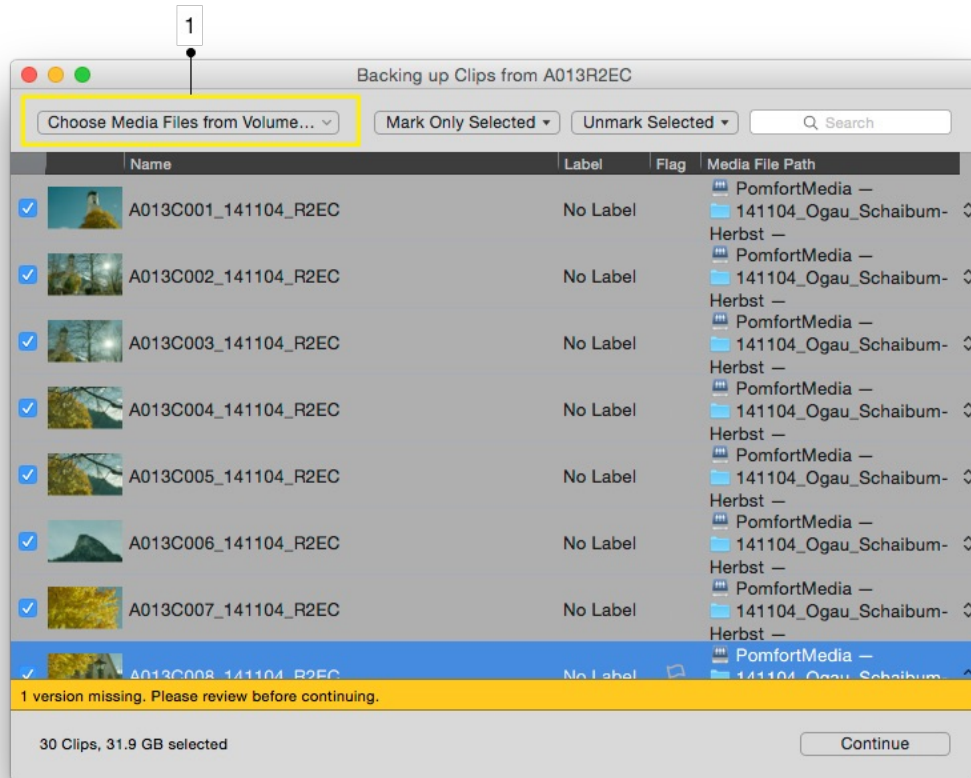 1
Backing up Clips from A013R2EC
Choose Media Files from Volume... Mark Only Selected Unmark Selected Search
Name Label Flag Media File Path
A013C001_141104_R2EC No Label PomfortMedia —
141104_Ogau_Schaibum-
Herbst —
A013C002_141104_R2EC No Label PomfortMedia —
141104_Ogau_Schaibum-
Herbst —
A013C003_141104_R2EC No Label PomfortMedia —
141104_Ogau_Schaibum-
Herbst —
A013C004_141104_R2EC No Label PomfortMedia —
141104_Ogau_Schaibum-
Herbst —
A013C005_141104_R2EC No Label PomfortMedia —
141104_Ogau_Schaibum-
Herbst —
A013C006_141104_R2EC No Label PomfortMedia —
141104_Ogau_Schaibum-
Herbst —
A013C007_141104_R2EC No Label PomfortMedia —
141104_Ogau_Schaibum-
Herbst —
A013C008_141104_R2EC No Label PomfortMedia —
141104_Ogau_Schaibum-
1 version missing. Please review before continuing.
30 Clips, 31.9 GB selected Continue